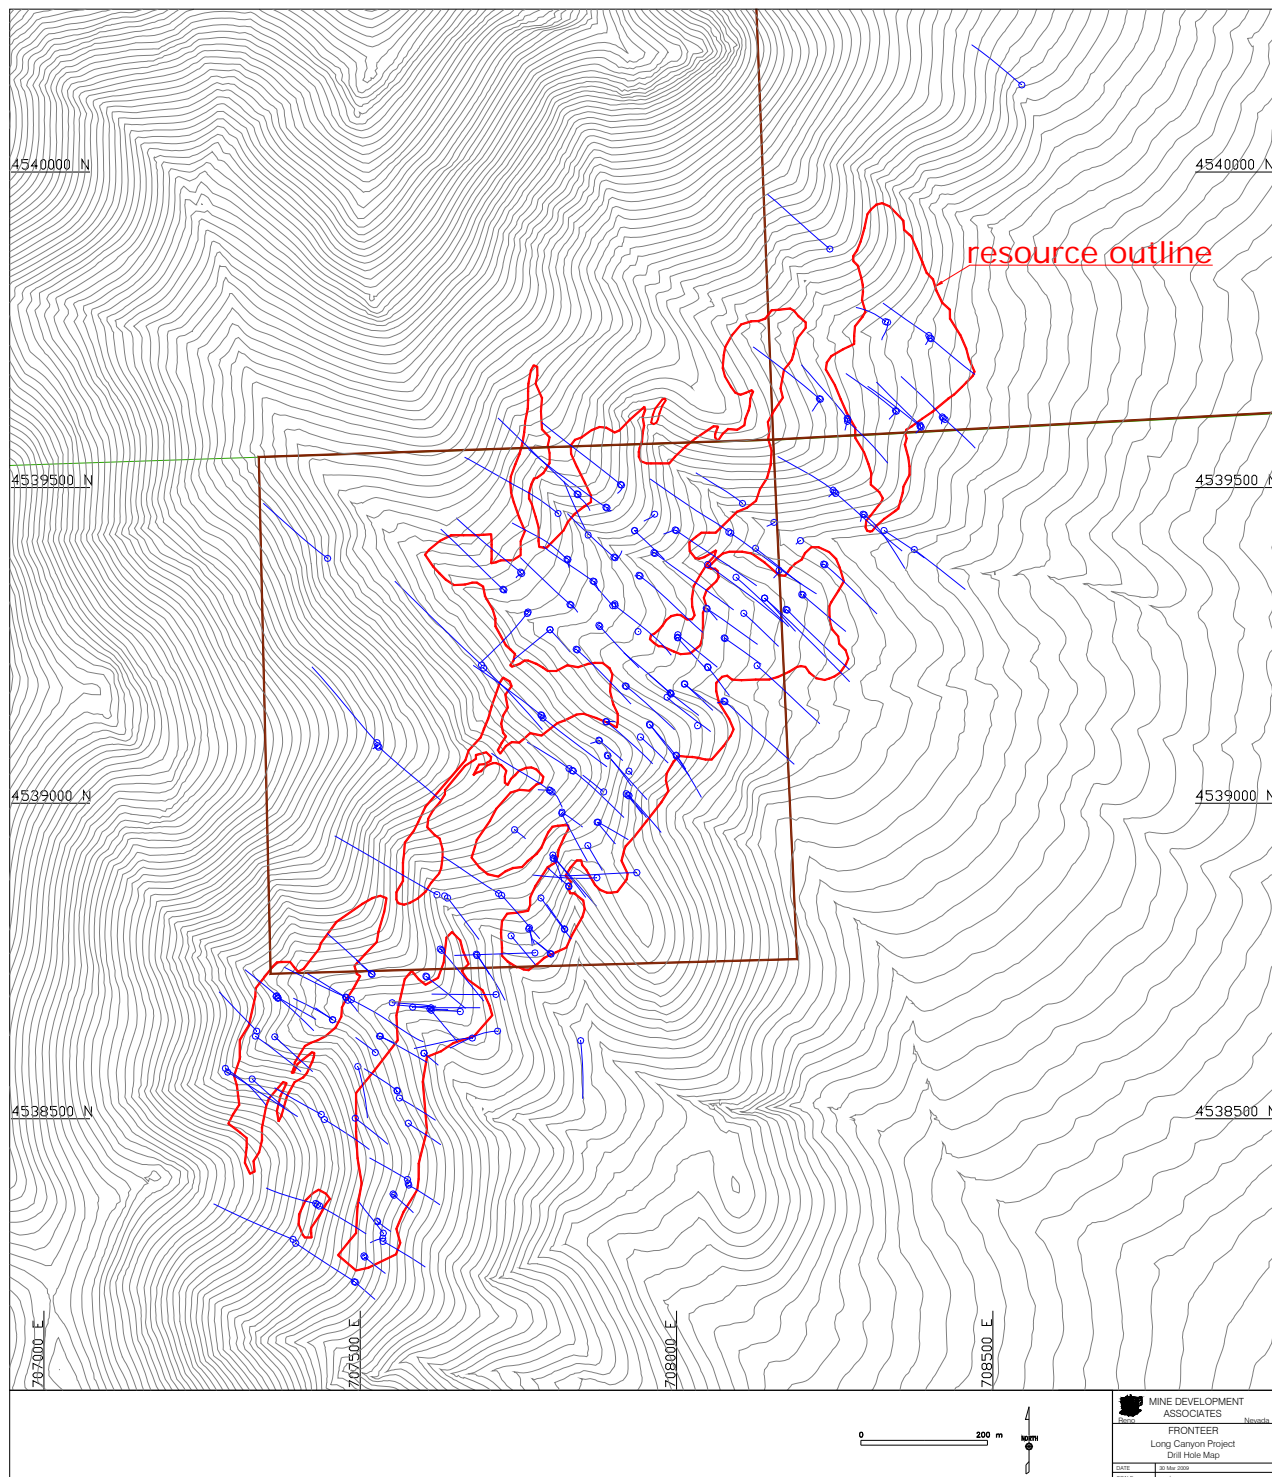 4540000 N
4540000 N
resource outline
4539500 N
4539500 N
4539000 N
4539000 N
4538500 N
4538500 N
707000 E
707500 E
708000 E
708500 E
0 200 m
NORTH
MINE DEVELOPMENT
ASSOCIATES
Reno Nevada
FRONTEER
Long Canyon Project
Drill Hole Map
DATE 30 Mar 2009